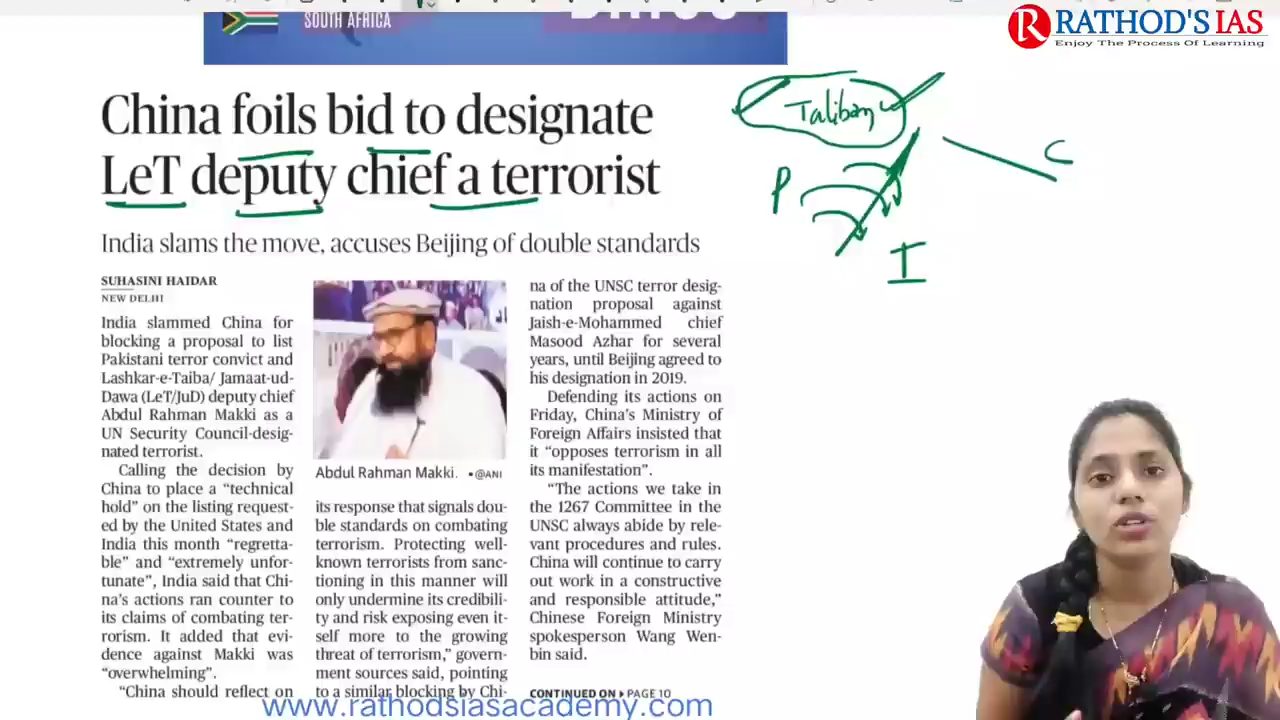 SOUTH AFRICA
RATHOD'S IAS
Enjoy The Process Of Learning
China foils bid to designate
LeT deputy chief a terrorist
India slams the move, accuses Beijing of double standards
Taliban
P
I
C
SUHASINI HAIDAR
NEW DELHI
India slammed China for
blocking a proposal to list
Pakistani terror convict and
Lashkar-e-Taiba/ Jamaat-ud-
Dawa (LeT/JuD) deputy chief
Abdul Rahman Makki as a
UN Security Council-desig-
nated terrorist.
Calling the decision by
China to place a “technical
hold” on the listing request-
ed by the United States and
India this month “regretta-
ble” and “extremely unfor-
tunate”, India said that Chi-
na's actions ran counter to
its claims of combating ter-
rorism. It added that evi-
dence against Makki was
“overwhelming”.
“China should reflect on
Abdul Rahman Makki. •@ANI
its response that signals dou-
ble standards on combating
terrorism. Protecting well-
known terrorists from sanc-
tioning in this manner will
only undermine its credibili-
ty and risk exposing even it-
self more to the growing
threat of terrorism,” govern-
ment sources said, pointing
to a similar blocking by Chi-
na of the UNSC terror desig-
nation proposal against
Jaish-e-Mohammed chief
Masood Azhar for several
years, until Beijing agreed to
his designation in 2019.
Defending its actions on
Friday, China's Ministry of
Foreign Affairs insisted that
it “opposes terrorism in all
its manifestation”.
“The actions we take in
the 1267 Committee in the
UNSC always abide by rele-
vant procedures and rules.
China will continue to carry
out work in a constructive
and responsible attitude,”
Chinese Foreign Ministry
spokesperson Wang Wen-
bin said.
CONTINUED ON ▸ PAGE 10
www.rathodsiasacademy.com